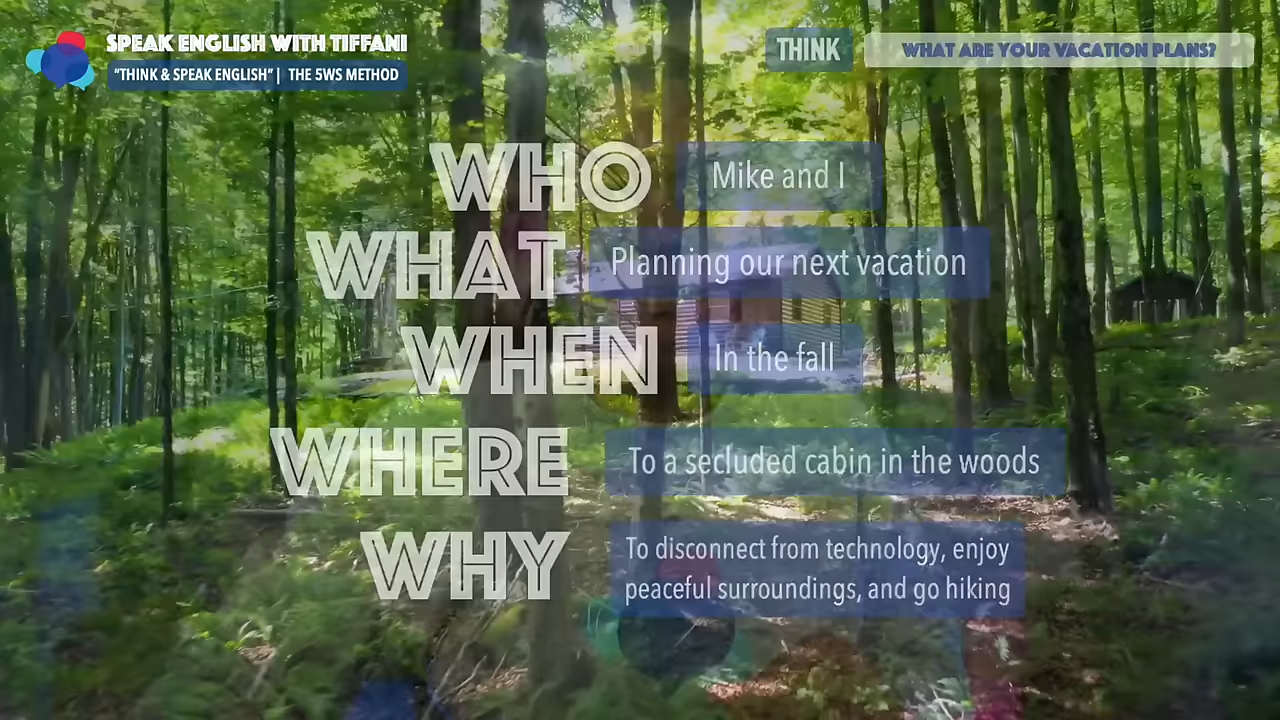 SPEAK ENGLISH WITH TIFFANI
"THINK & SPEAK ENGLISH" | THE 5WS METHOD
THINK
WHAT ARE YOUR VACATION PLANS?
WHO
Mike and I
WHAT
Planning our next vacation
WHEN
In the fall
WHERE
To a secluded cabin in the woods
WHY
To disconnect from technology, enjoy
peaceful surroundings, and go hiking